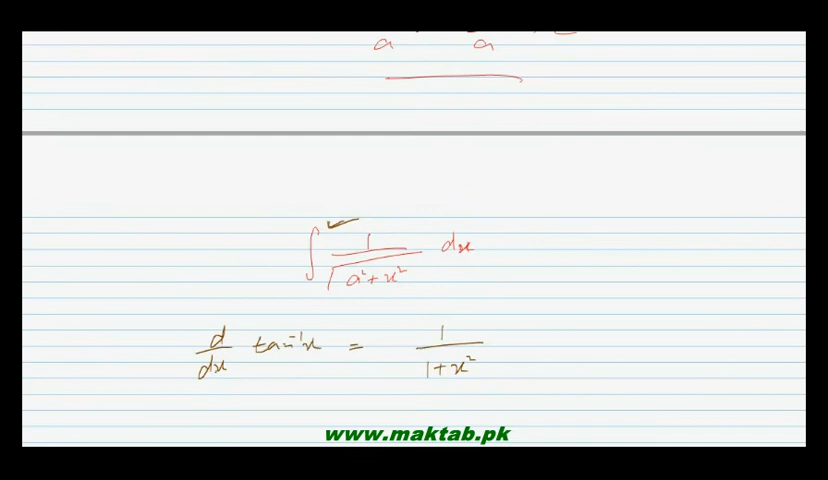 a a
∫ 1/√(a²+x²) dx
d/dx tan⁻¹x = 1/(1+x²)
www.maktab.pk